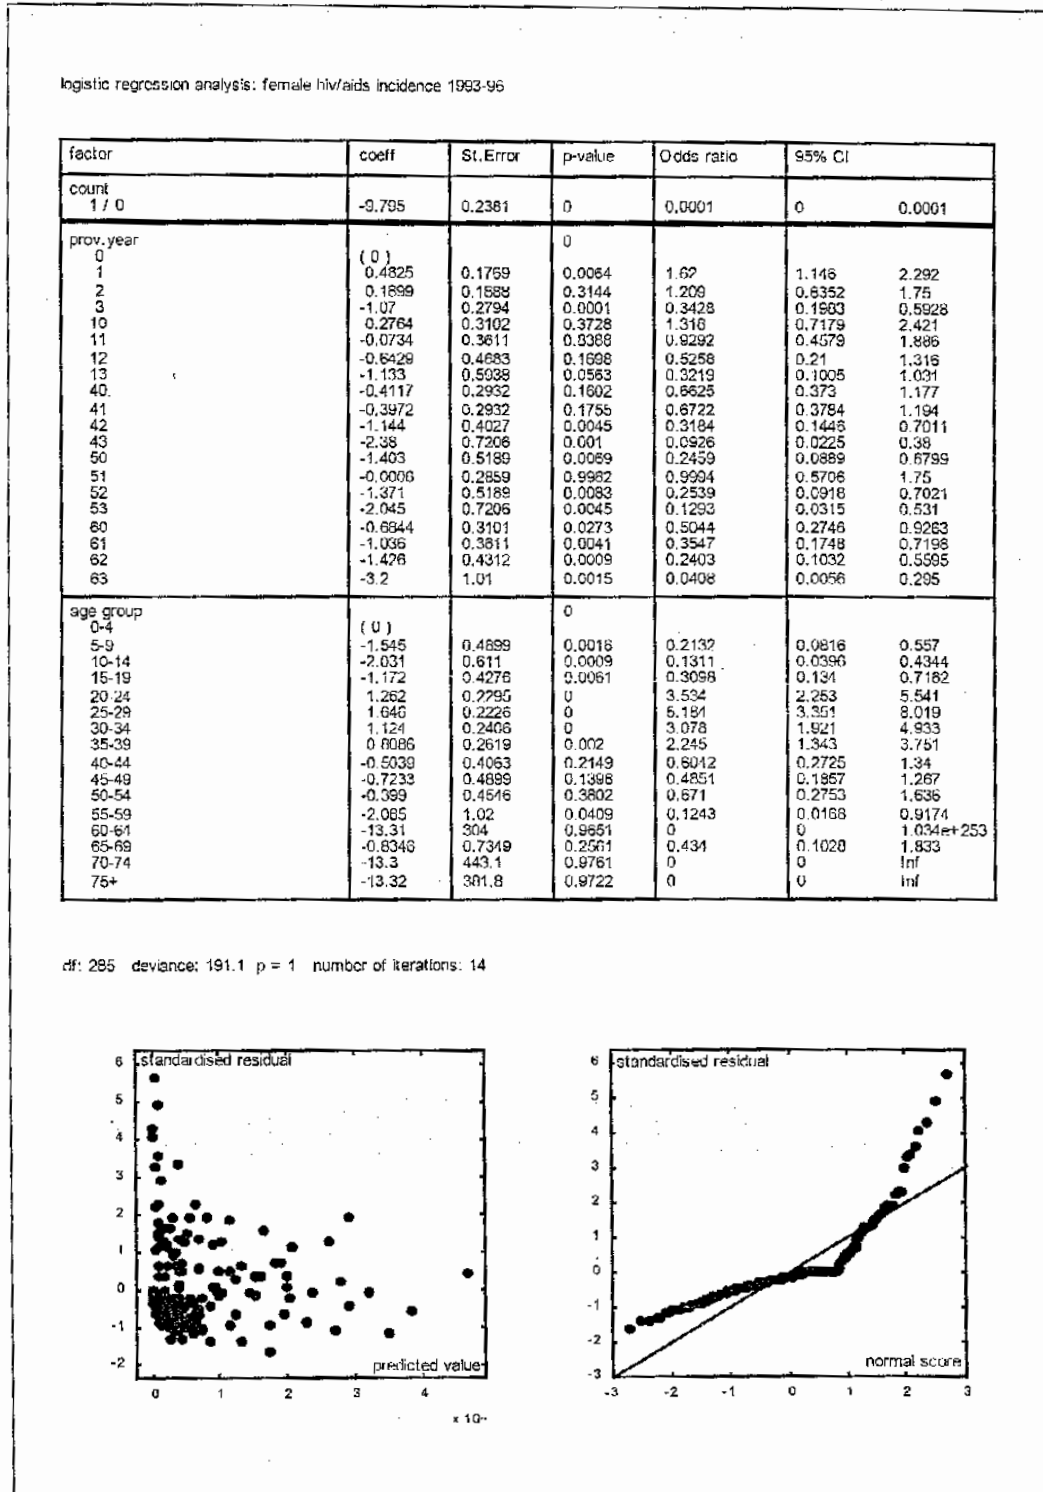 logistic regression analysis: female hiv/aids incidence 1993-96
factor coeff St.Error p-value Odds ratio 95% CI
count
1 / 0 -9.795 0.2381 0 0.0001 0 0.0001
prov.year 0
0 (0)
1 0.4825 0.1769 0.0064 1.62 1.146 2.292
2 0.1899 0.1888 0.3144 1.209 0.8352 1.75
3 -1.07 0.2794 0.0001 0.3428 0.1983 0.5928
10 0.2764 0.3102 0.3728 1.318 0.7179 2.421
11 -0.0734 0.3611 0.8388 0.9292 0.4579 1.886
12 -0.6429 0.4683 0.1698 0.5258 0.21 1.316
13 -1.133 0.5938 0.0563 0.3219 0.1005 1.031
40. -0.4117 0.2932 0.1602 0.6625 0.373 1.177
41 -0.3972 0.2932 0.1755 0.6722 0.3784 1.194
42 -1.144 0.4027 0.0045 0.3184 0.1446 0.7011
43 -2.38 0.7206 0.001 0.0926 0.0225 0.38
50 -1.403 0.5189 0.0069 0.2459 0.0889 0.6799
51 -0.0006 0.2859 0.9982 0.9994 0.5706 1.75
52 -1.371 0.5189 0.0083 0.2539 0.0918 0.7021
53 -2.045 0.7206 0.0045 0.1293 0.0315 0.531
60 -0.6844 0.3101 0.0273 0.5044 0.2746 0.9263
61 -1.036 0.3611 0.0041 0.3547 0.1748 0.7198
62 -1.426 0.4312 0.0009 0.2403 0.1032 0.5595
63 -3.2 1.01 0.0015 0.0408 0.0056 0.295
age group 0
0-4 (0)
5-9 -1.545 0.4899 0.0016 0.2132 0.0816 0.557
10-14 -2.031 0.611 0.0009 0.1311 0.0396 0.4344
15-19 -1.172 0.4276 0.0061 0.3098 0.134 0.7162
20-24 1.262 0.2295 0 3.534 2.253 5.541
25-29 1.646 0.2226 0 5.184 3.351 8.019
30-34 1.124 0.2406 0 3.078 1.921 4.933
35-39 0.8086 0.2619 0.002 2.245 1.343 3.751
40-44 -0.5039 0.4063 0.2149 0.6042 0.2725 1.34
45-49 -0.7233 0.4899 0.1398 0.4851 0.1857 1.267
50-54 -0.399 0.4546 0.3802 0.671 0.2753 1.636
55-59 -2.085 1.02 0.0409 0.1243 0.0168 0.9174
60-64 -13.31 304 0.9651 0 0 1.034e+253
65-69 -0.8346 0.7349 0.2561 0.434 0.1028 1.833
70-74 -13.3 443.1 0.9761 0 0 Inf
75+ -13.32 381.8 0.9722 0 0 Inf
df: 285 deviance: 191.1 p = 1 number of iterations: 14
standardised residual
6
5
4
3
2
1
0
-1
-2
predicted value
0 1 2 3 4
x 10
standardised residual
6
5
4
3
2
1
0
-1
-2
-3
normal score
-3 -2 -1 0 1 2 3